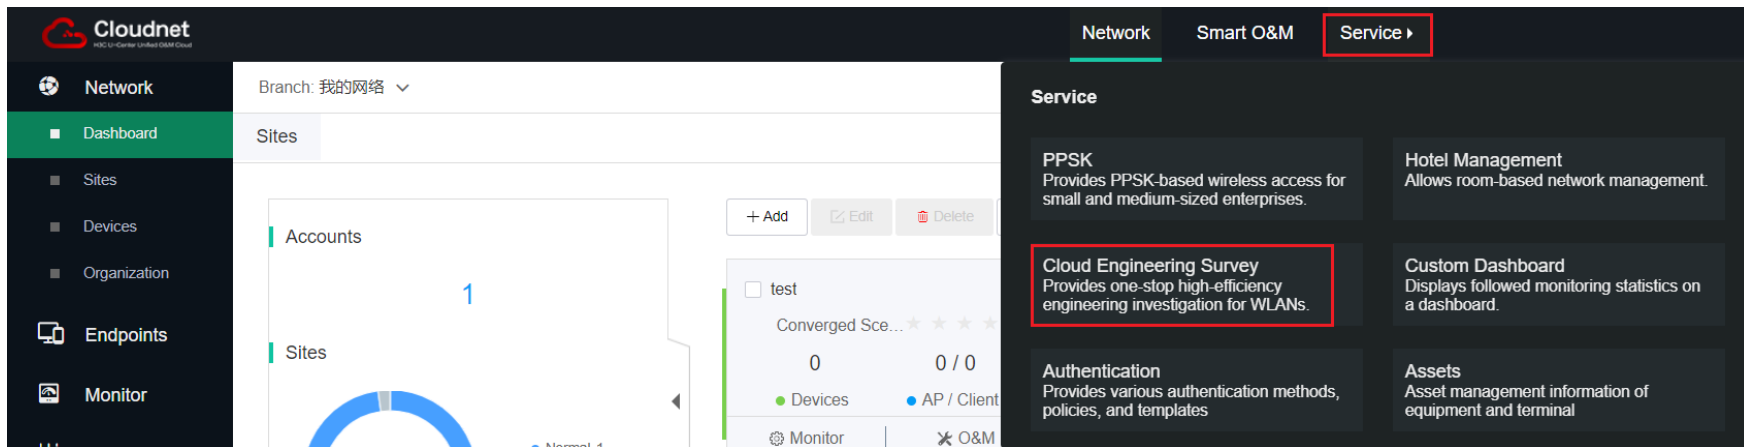 Cloudnet
H3C U-Center Unified O&M Cloud
Network
Smart O&M
Service
Network
Dashboard
Sites
Devices
Organization
Endpoints
Monitor
Branch: 我的网络
Sites
Accounts
1
Sites
+ Add
Edit
Delete
test
Converged Sce...
0
0 / 0
Devices
AP / Client
Monitor
O&M
Service
PPSK
Provides PPSK-based wireless access for
small and medium-sized enterprises.
Hotel Management
Allows room-based network management.
Cloud Engineering Survey
Provides one-stop high-efficiency
engineering investigation for WLANs.
Custom Dashboard
Displays followed monitoring statistics on
a dashboard.
Authentication
Provides various authentication methods,
policies, and templates
Assets
Asset management information of
equipment and terminal